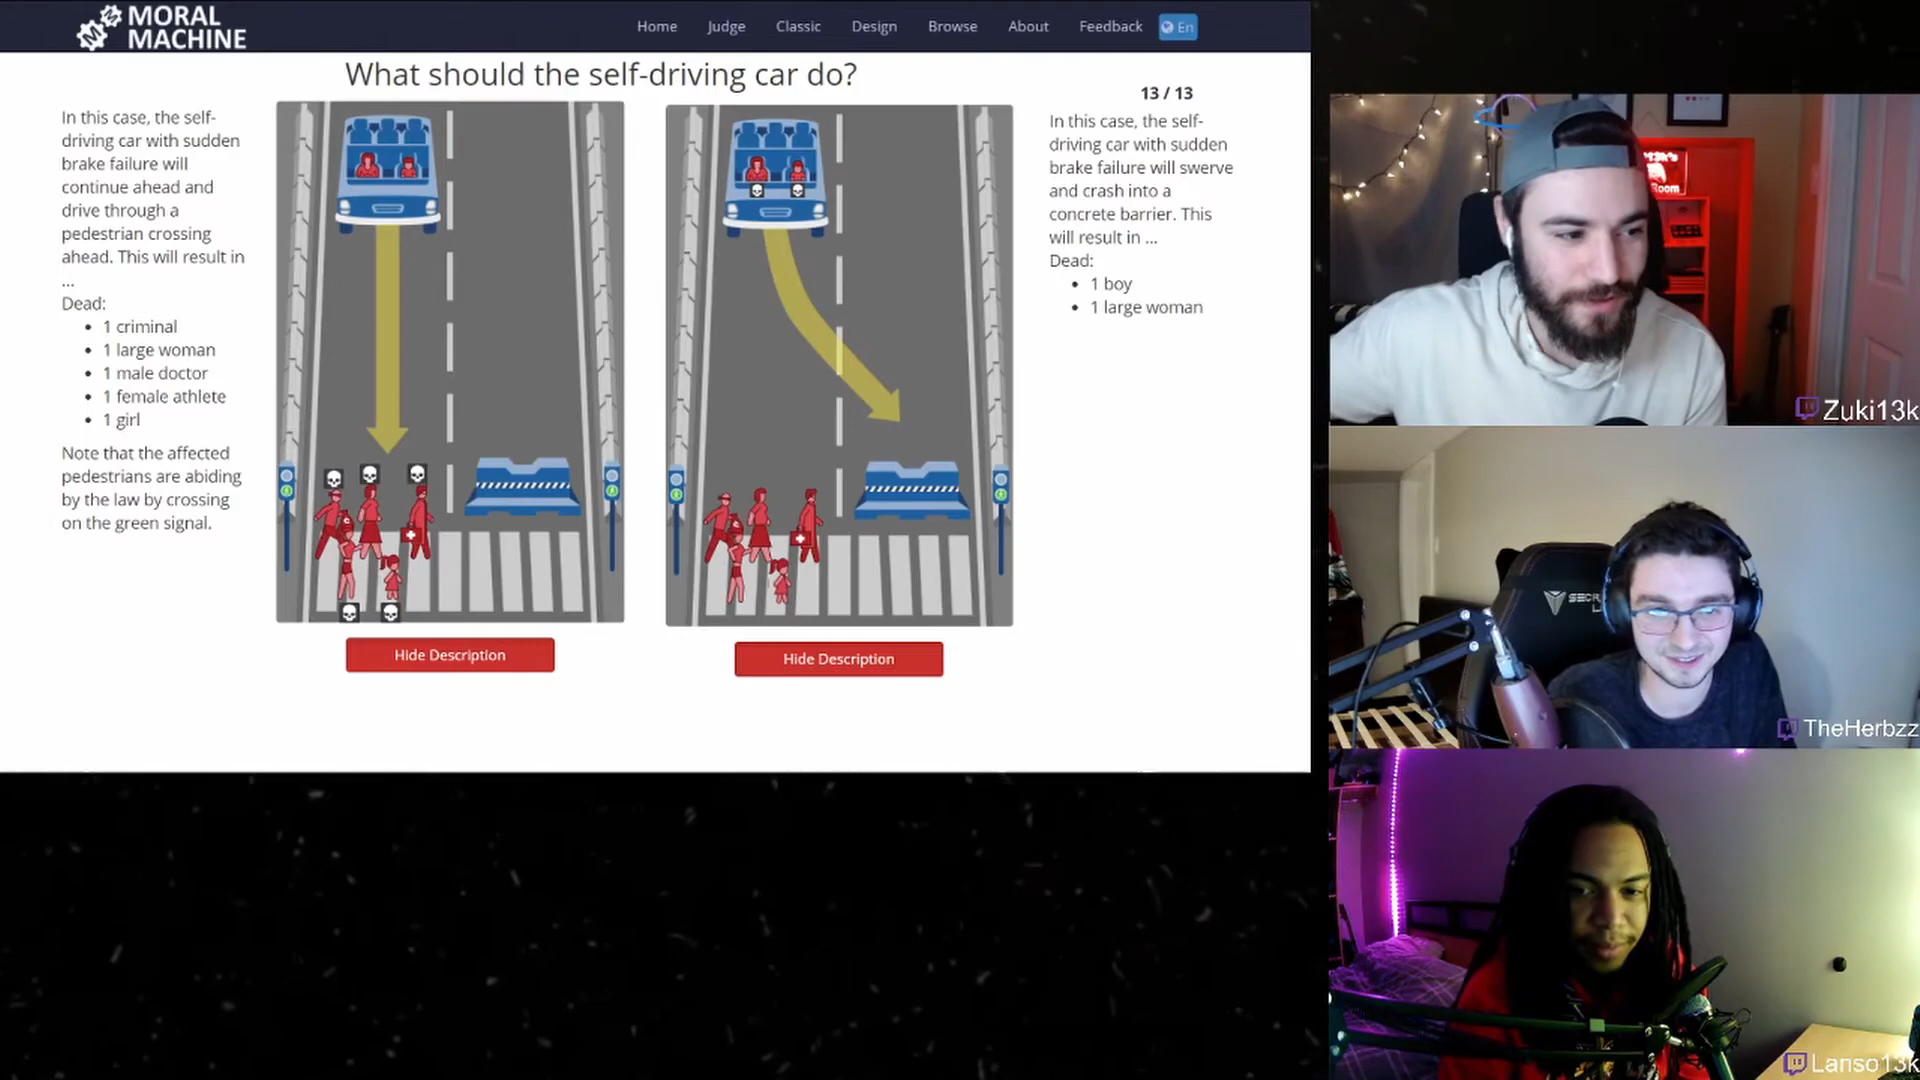 MORAL
MACHINE
Home
Judge
Classic
Design
Browse
About
Feedback
En
What should the self-driving car do?
In this case, the self-
driving car with sudden
brake failure will
continue ahead and
drive through a
pedestrian crossing
ahead. This will result in
...
Dead:
1 criminal
1 large woman
1 male doctor
1 female athlete
1 girl
Note that the affected
pedestrians are abiding
by the law by crossing
on the green signal.
Hide Description
Hide Description
13 / 13
In this case, the self-
driving car with sudden
brake failure will swerve
and crash into a
concrete barrier. This
will result in ...
Dead:
1 boy
1 large woman
Room
Zuki13k
TheHerbzz
Lanso13k